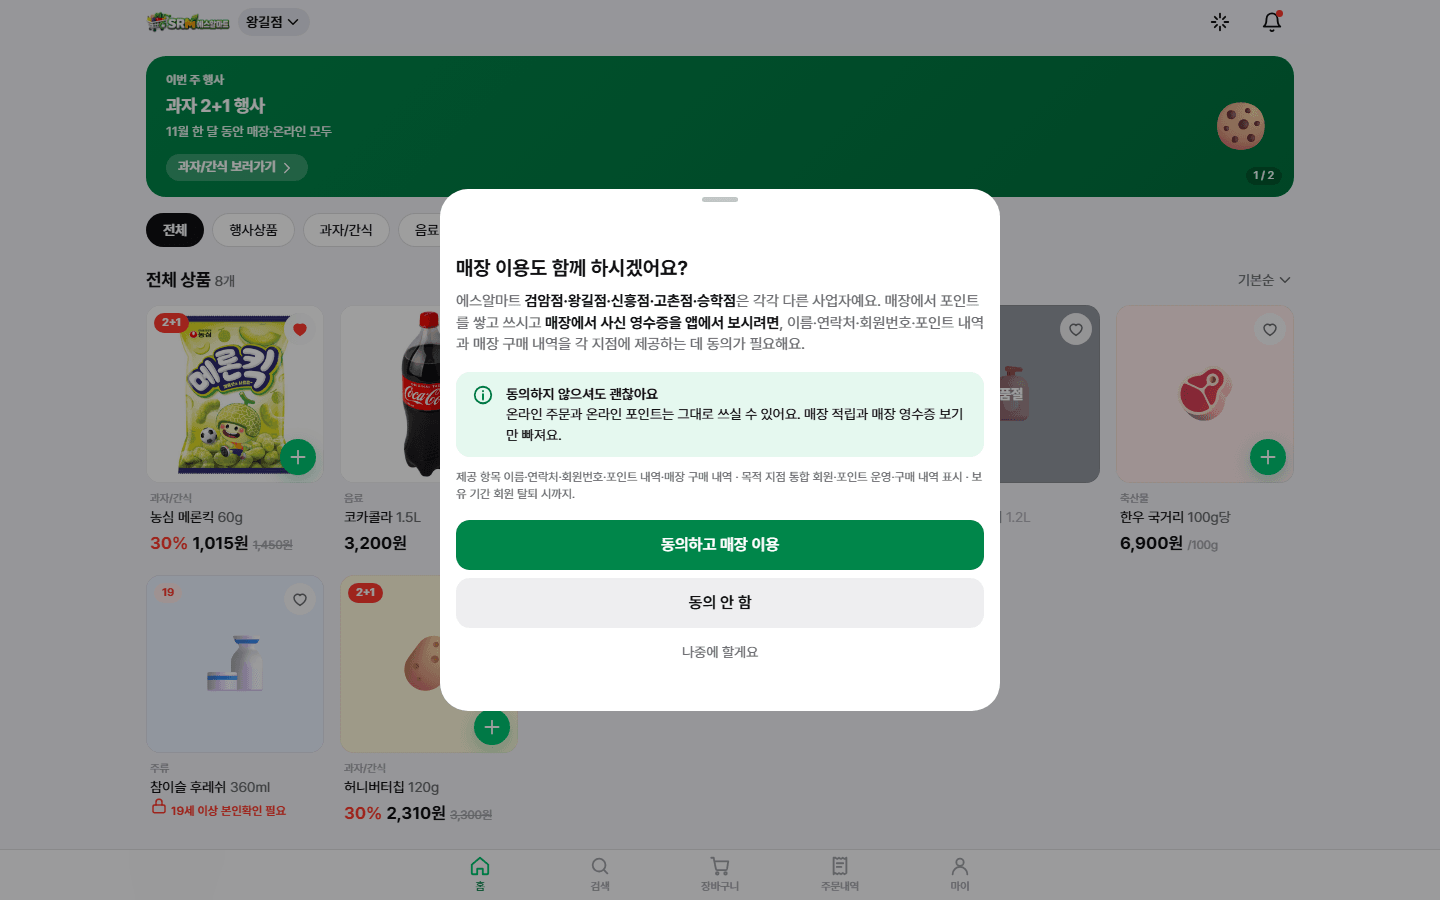 SRM에스알마트
왕길점
이번 주 행사
과자 2+1 행사
11월 한 달 동안 매장·온라인 모두
과자/간식 보러가기
1 / 2
전체
행사상품
과자/간식
음료
전체 상품 8개
기본순
매장 이용도 함께 하시겠어요?
에스알마트 검암점·왕길점·신흥점·고촌점·승학점은 각각 다른 사업자예요. 매장에서 포인트
를 쌓고 쓰시고 매장에서 사신 영수증을 앱에서 보시려면, 이름·연락처·회원번호·포인트 내역
과 매장 구매 내역을 각 지점에 제공하는 데 동의가 필요해요.
동의하지 않으셔도 괜찮아요
온라인 주문과 온라인 포인트는 그대로 쓰실 수 있어요. 매장 적립과 매장 영수증 보기
만 빠져요.
제공 항목 이름·연락처·회원번호·포인트 내역·매장 구매 내역 · 목적 지점 통합 회원·포인트 운영·구매 내역 표시 · 보
유 기간 회원 탈퇴 시까지.
동의하고 매장 이용
동의 안 함
나중에 할게요
2+1
농심
메론킥
Coca-Cola
품절
과자/간식
농심 메론킥 60g
30% 1,015원 1,450원
음료
코카콜라 1.5L
3,200원
1.2L
축산물
한우 국거리 100g당
6,900원 /100g
19
2+1
주류
참이슬 후레쉬 360ml
19세 이상 본인확인 필요
과자/간식
허니버터칩 120g
30% 2,310원 3,300원
홈
검색
장바구니
주문내역
마이